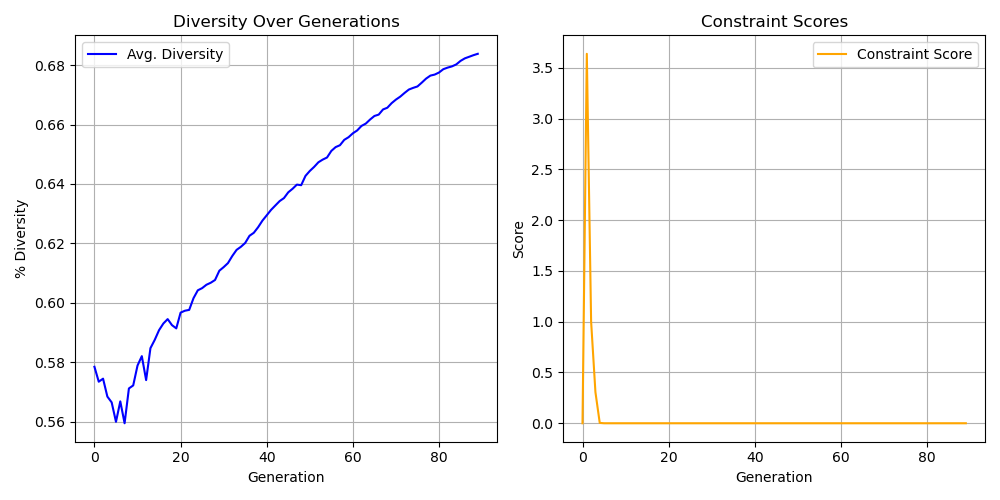 Diversity Over Generations
Avg. Diversity
% Diversity
0.68
0.66
0.64
0.62
0.60
0.58
0.56
0 20 40 60 80
Generation
Constraint Scores
Constraint Score
Score
3.5
3.0
2.5
2.0
1.5
1.0
0.5
0.0
0 20 40 60 80
Generation